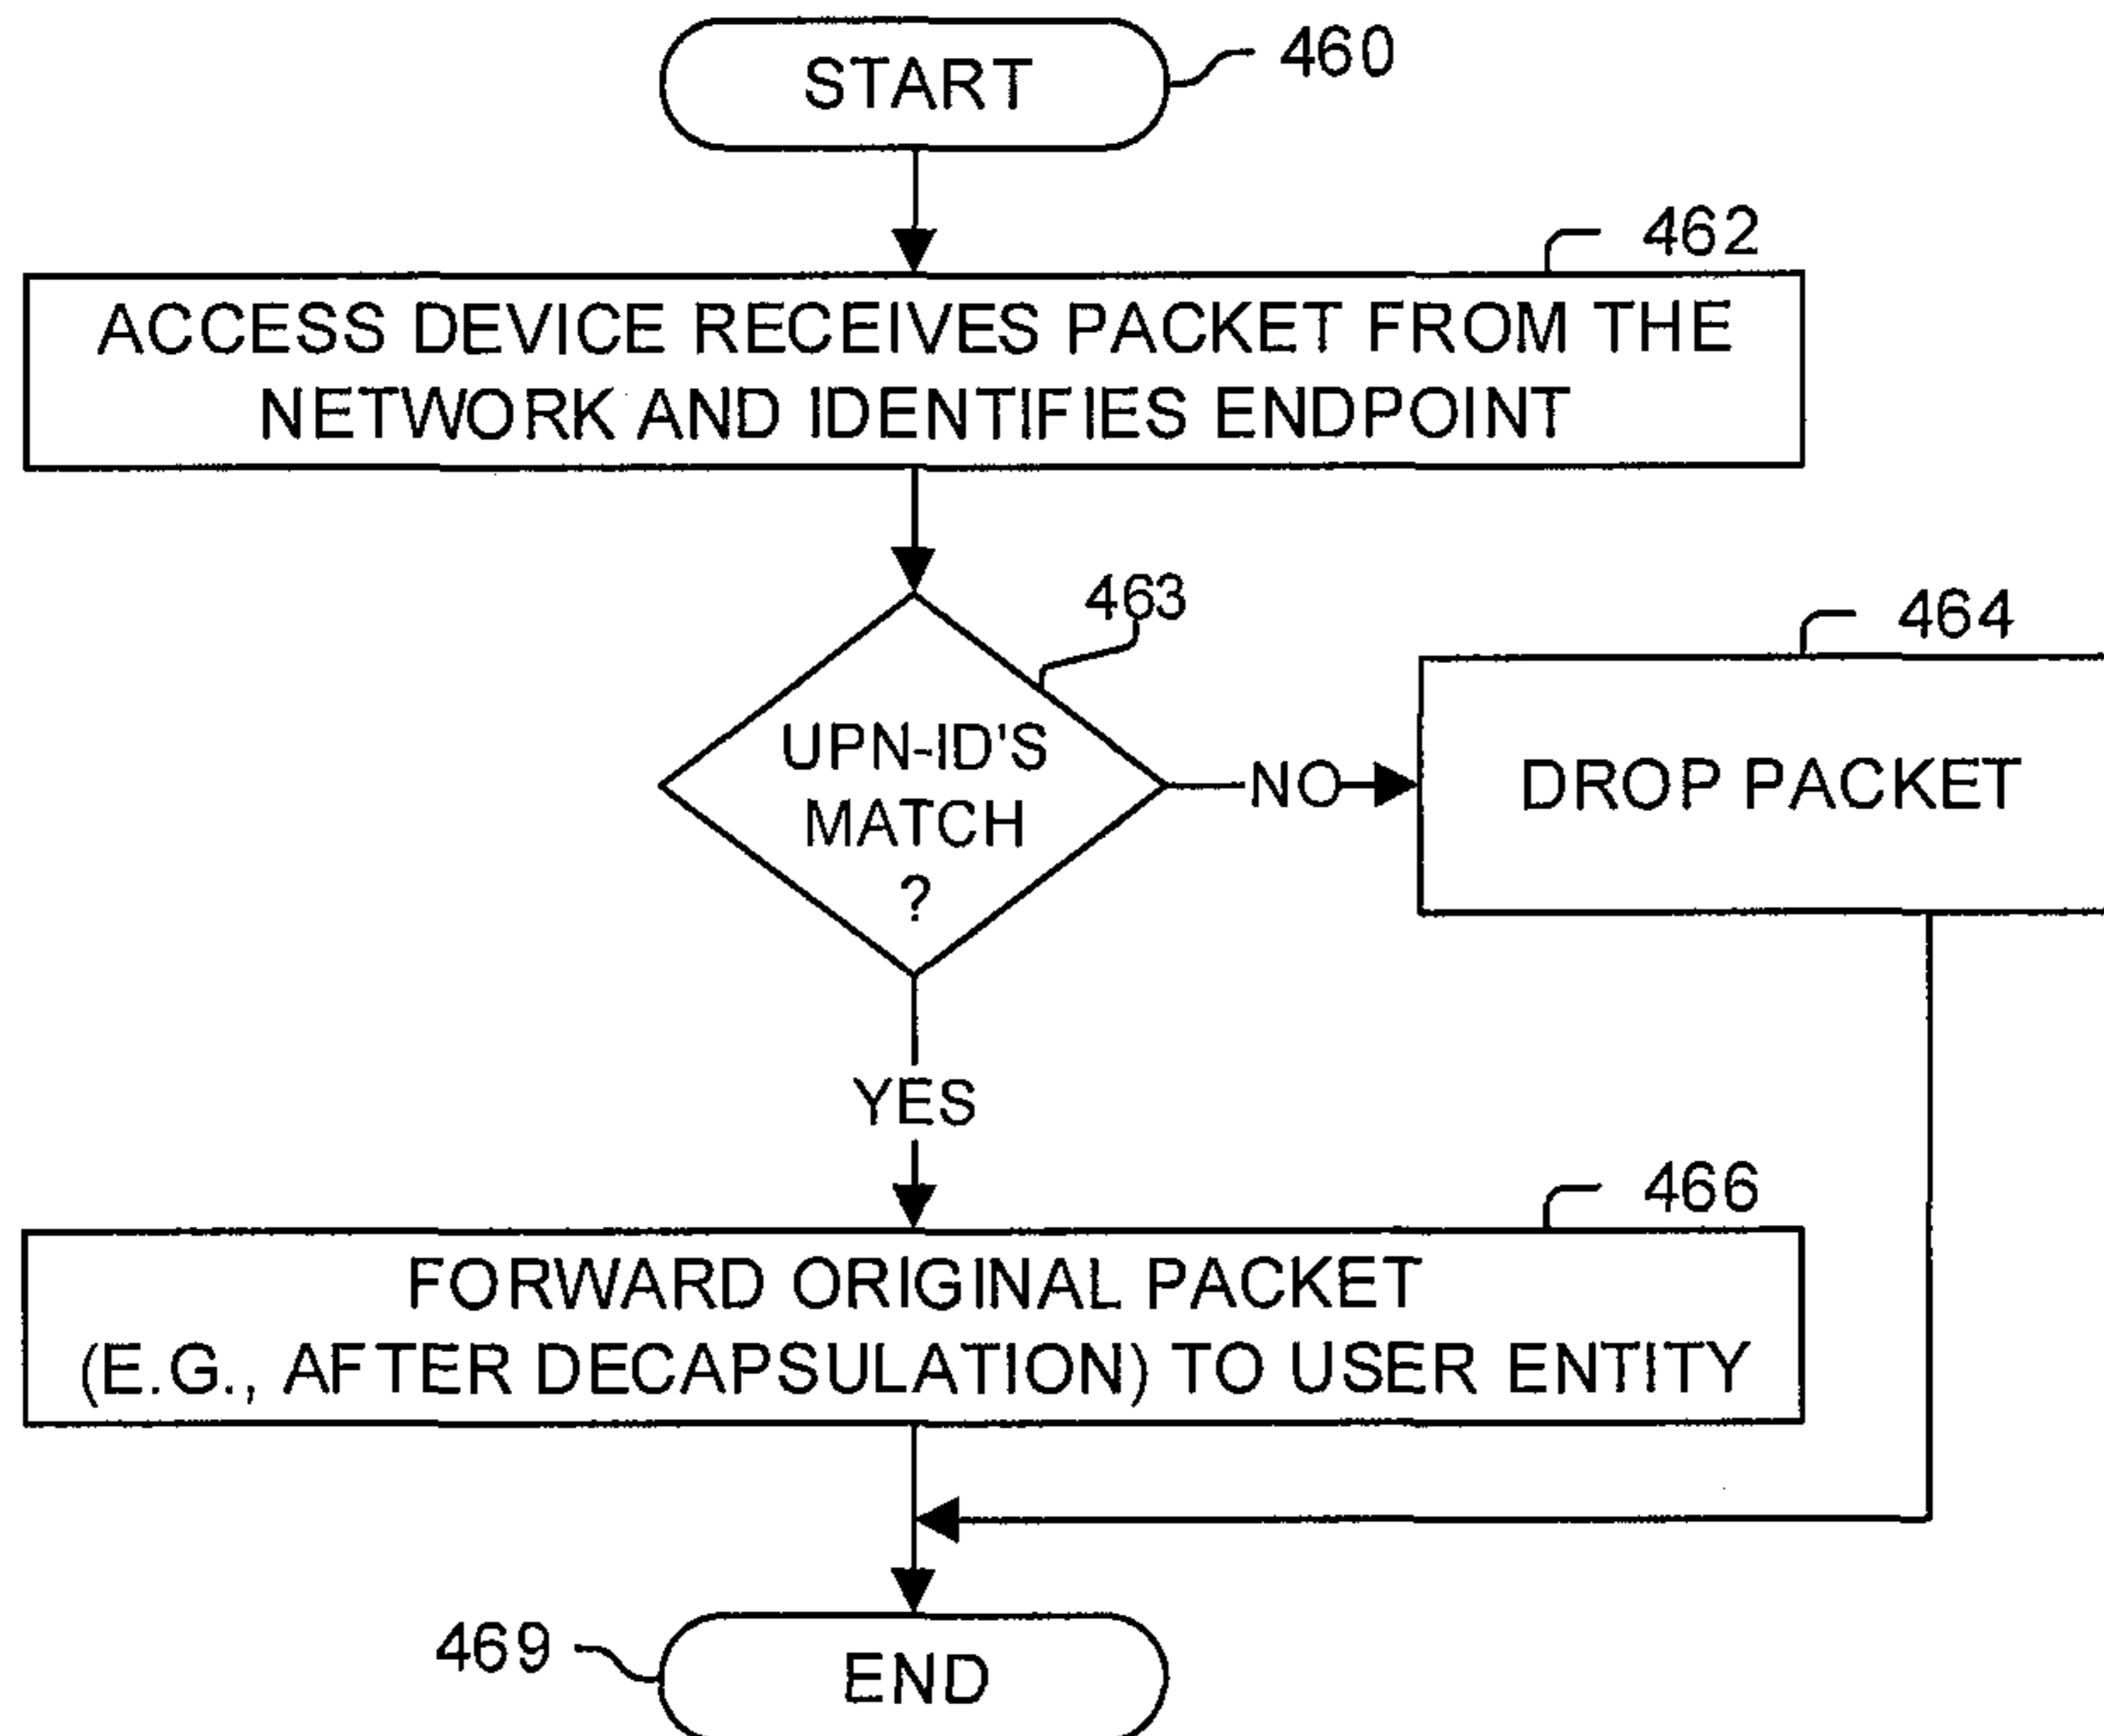 START
460
462
ACCESS DEVICE RECEIVES PACKET FROM THE
NETWORK AND IDENTIFIES ENDPOINT
463
464
UPN-ID'S
MATCH
?
NO
DROP PACKET
YES
466
FORWARD ORIGINAL PACKET
(E.G., AFTER DECAPSULATION) TO USER ENTITY
469
END